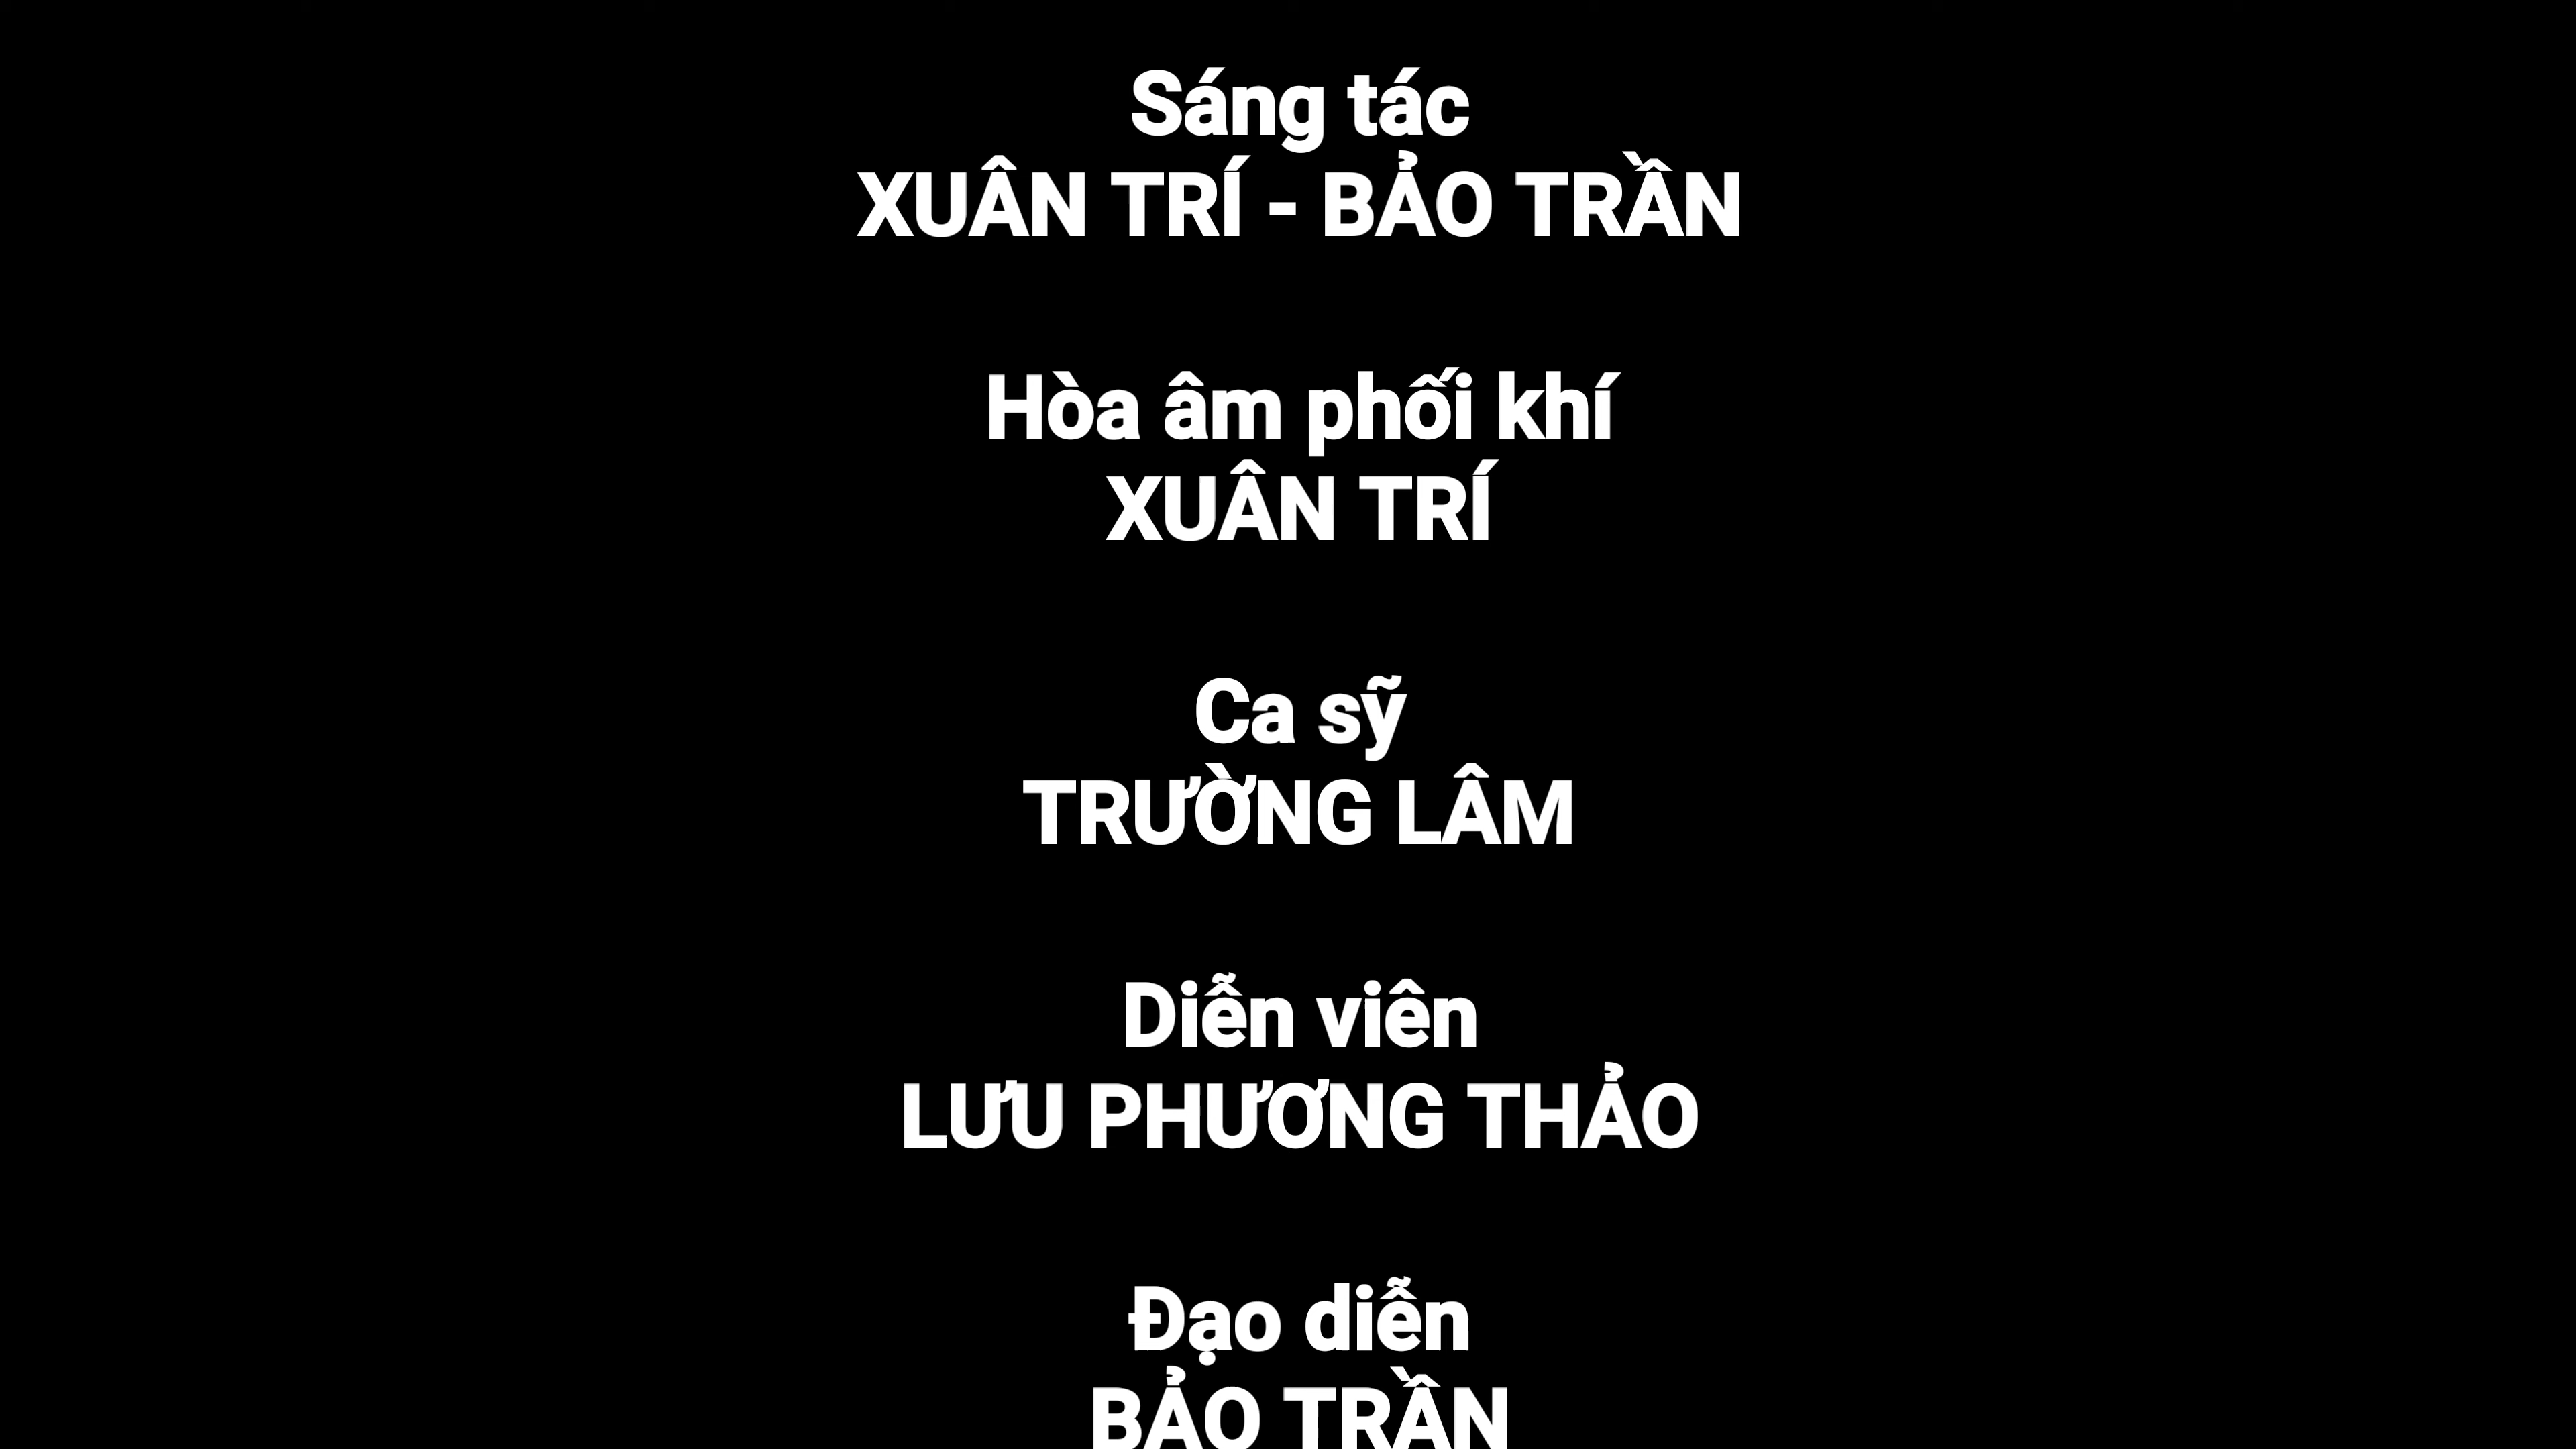 Sáng tác
XUÂN TRÍ - BẢO TRẦN
Hòa âm phối khí
XUÂN TRÍ
Ca sỹ
TRƯỜNG LÂM
Diễn viên
LƯU PHƯƠNG THẢO
Đạo diễn
BẢO TRẦN